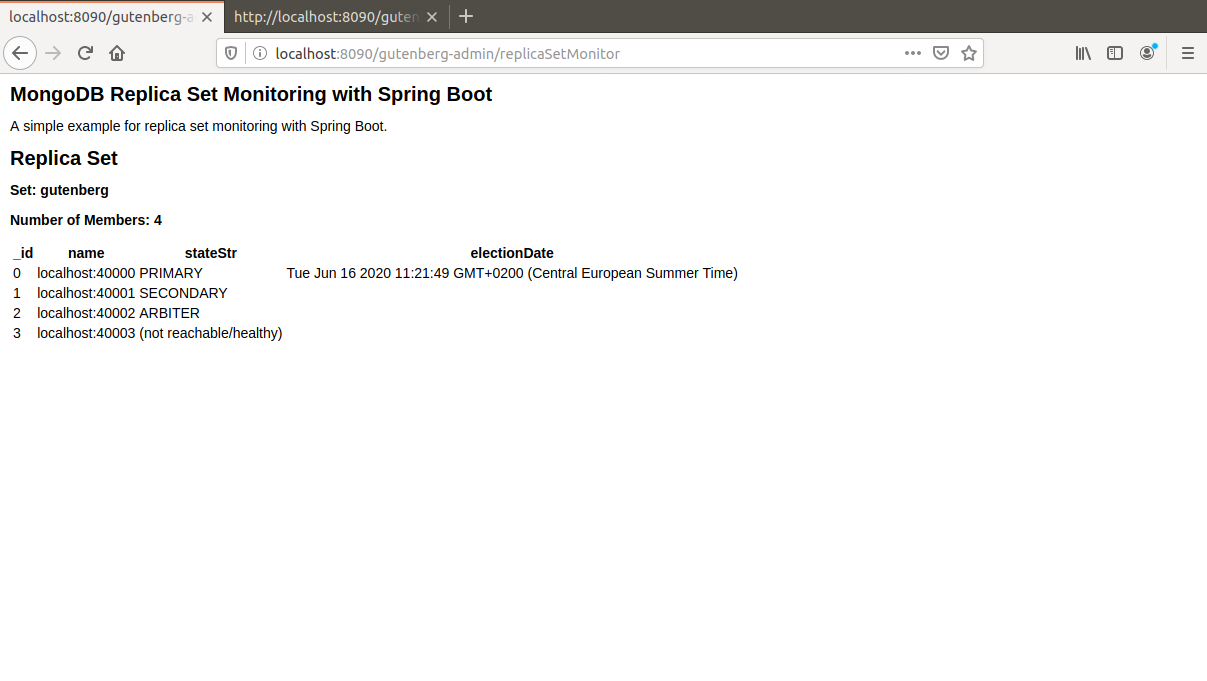 localhost:8090/gutenberg-a
http://localhost:8090/guten
localhost:8090/gutenberg-admin/replicaSetMonitor
MongoDB Replica Set Monitoring with Spring Boot
A simple example for replica set monitoring with Spring Boot.
Replica Set
Set: gutenberg
Number of Members: 4
_id name stateStr electionDate
0 localhost:40000 PRIMARY Tue Jun 16 2020 11:21:49 GMT+0200 (Central European Summer Time)
1 localhost:40001 SECONDARY
2 localhost:40002 ARBITER
3 localhost:40003 (not reachable/healthy)